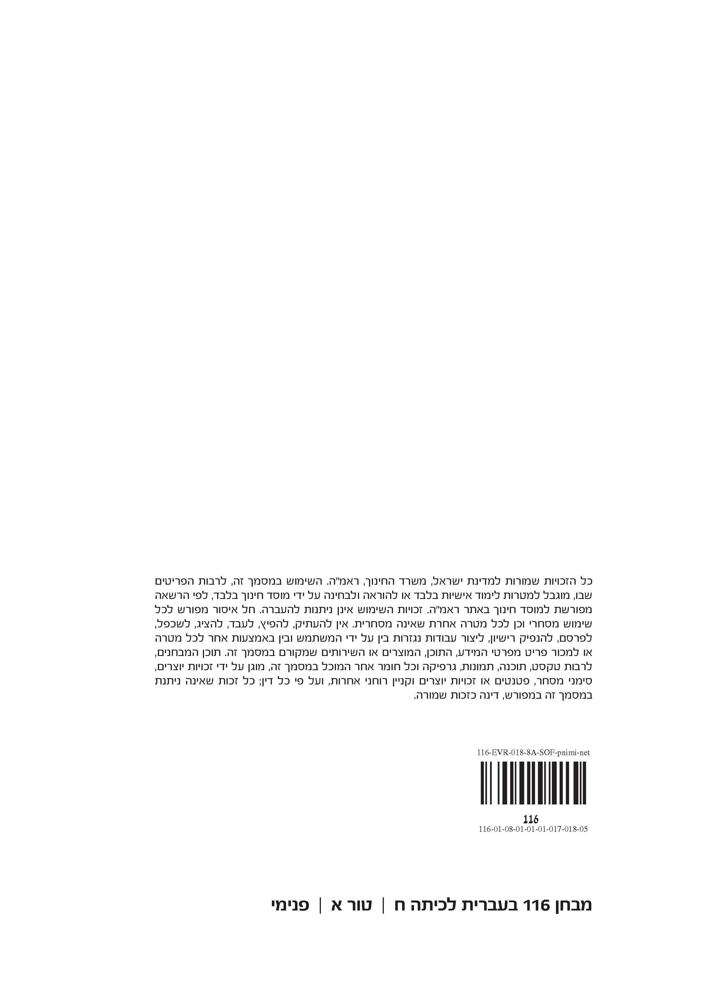 כל הזכויות שמורות למדינת ישראל, משרד החינוך, ראמ"ה. השימוש במסמך זה, לרבות הפריטים
שבו, מוגבל למטרות לימוד אישיות בלבד או להוראה ולבחינה על ידי מוסד חינוך בלבד, לפי הרשאה
מפורשת למוסד חינוך באתר ראמ"ה. זכויות השימוש אינן ניתנות להעברה. חל איסור מפורש לכל
שימוש מסחרי וכן לכל מטרה אחרת שאינה מסחרית. אין להעתיק, להפיץ, לעבד, להציג, לשכפל,
לפרסם, להנפיק רישיון, ליצור עבודות נגזרות בין על ידי המשתמש ובין באמצעות אחר לכל מטרה
או למכור פריט מפרטי המידע, התוכן, המוצרים או השירותים שמקורם במסמך זה. תוכן המבחנים,
לרבות טקסט, תוכנה, תמונות, גרפיקה וכל חומר אחר המוכל במסמך זה, מוגן על ידי זכויות יוצרים,
סימני מסחר, פטנטים או זכויות יוצרים וקניין רוחני אחרות, ועל פי כל דין; כל זכות שאינה ניתנת
במסמך זה במפורש, דינה כזכות שמורה.
116-EVR-018-8A-SOF-pnimi-net
116
116-01-08-01-01-01-017-018-05
מבחן 116 בעברית לכיתה ח | טור א | פנימי